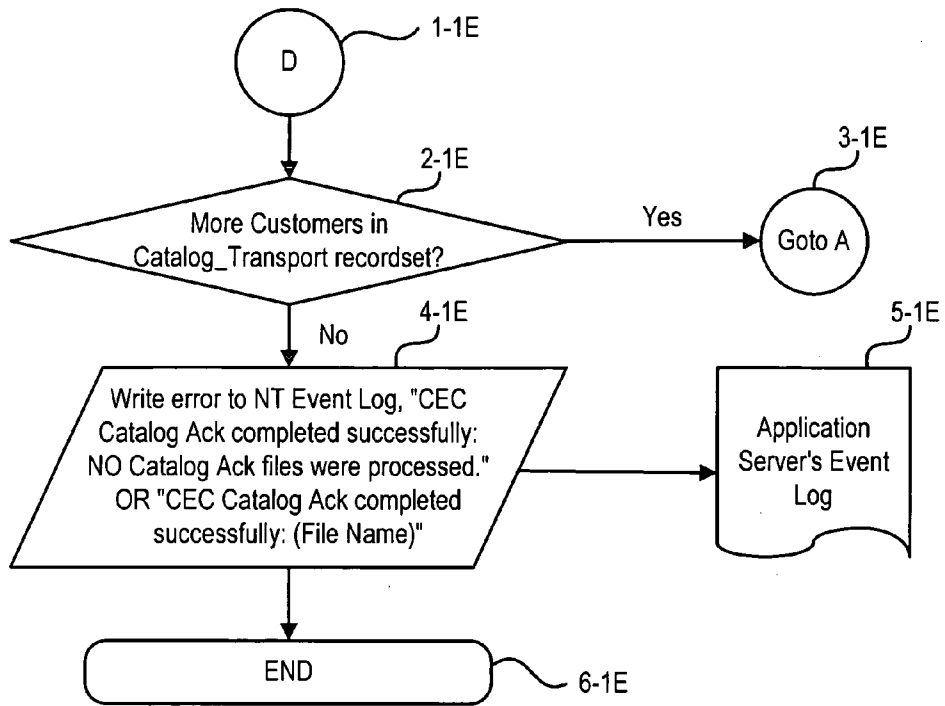 1-1E
D
2-1E
More Customers in
Catalog_Transport recordset?
Yes
3-1E
Goto A
No
4-1E
Write error to NT Event Log, "CEC
Catalog Ack completed successfully:
NO Catalog Ack files were processed."
OR "CEC Catalog Ack completed
successfully: (File Name)"
5-1E
Application
Server's Event
Log
END
6-1E